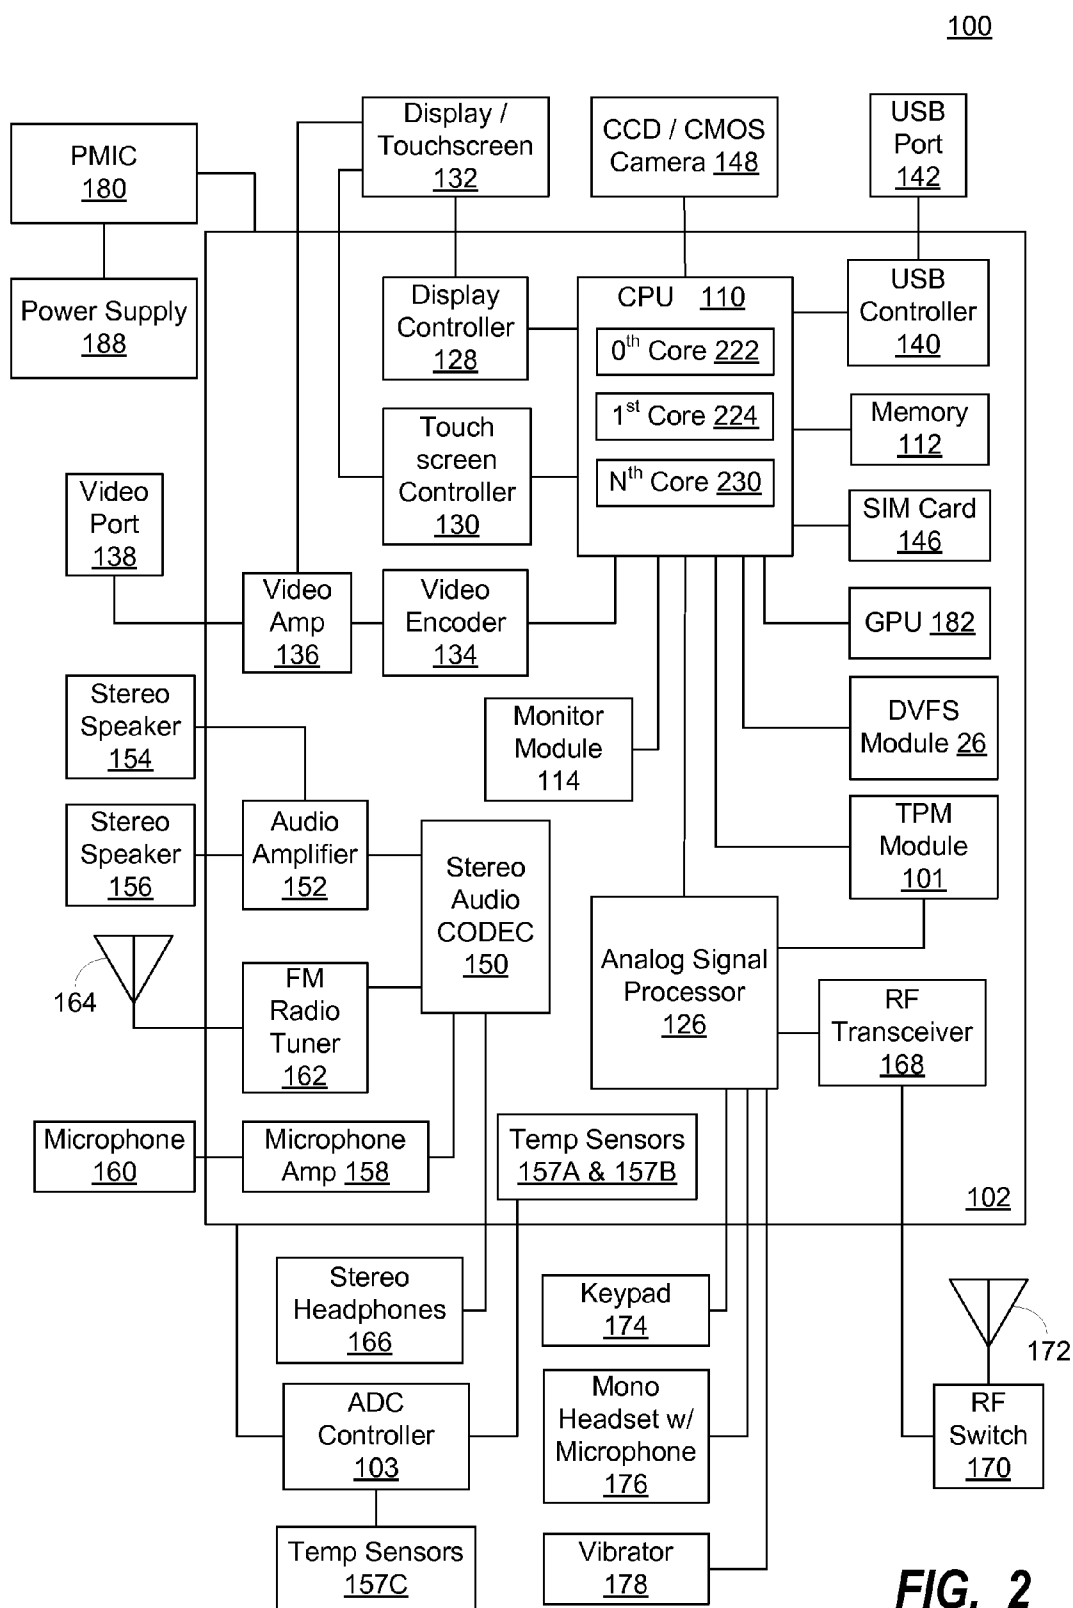 100
PMIC
180
Display /
Touchscreen
132
CCD / CMOS
Camera 148
USB
Port
142
Power Supply
188
Display
Controller
128
CPU 110
0th Core 222
1st Core 224
Nth Core 230
USB
Controller
140
Touch
screen
Controller
130
Memory
112
Video
Port
138
SIM Card
146
Video
Amp
136
Video
Encoder
134
GPU 182
Stereo
Speaker
154
Monitor
Module
114
DVFS
Module 26
Stereo
Speaker
156
Audio
Amplifier
152
Stereo
Audio
CODEC
150
TPM
Module
101
164
FM
Radio
Tuner
162
Analog Signal
Processor
126
RF
Transceiver
168
Microphone
160
Microphone
Amp 158
Temp Sensors
157A & 157B
102
Stereo
Headphones
166
Keypad
174
172
ADC
Controller
103
Mono
Headset w/
Microphone
176
RF
Switch
170
Temp Sensors
157C
Vibrator
178
FIG. 2